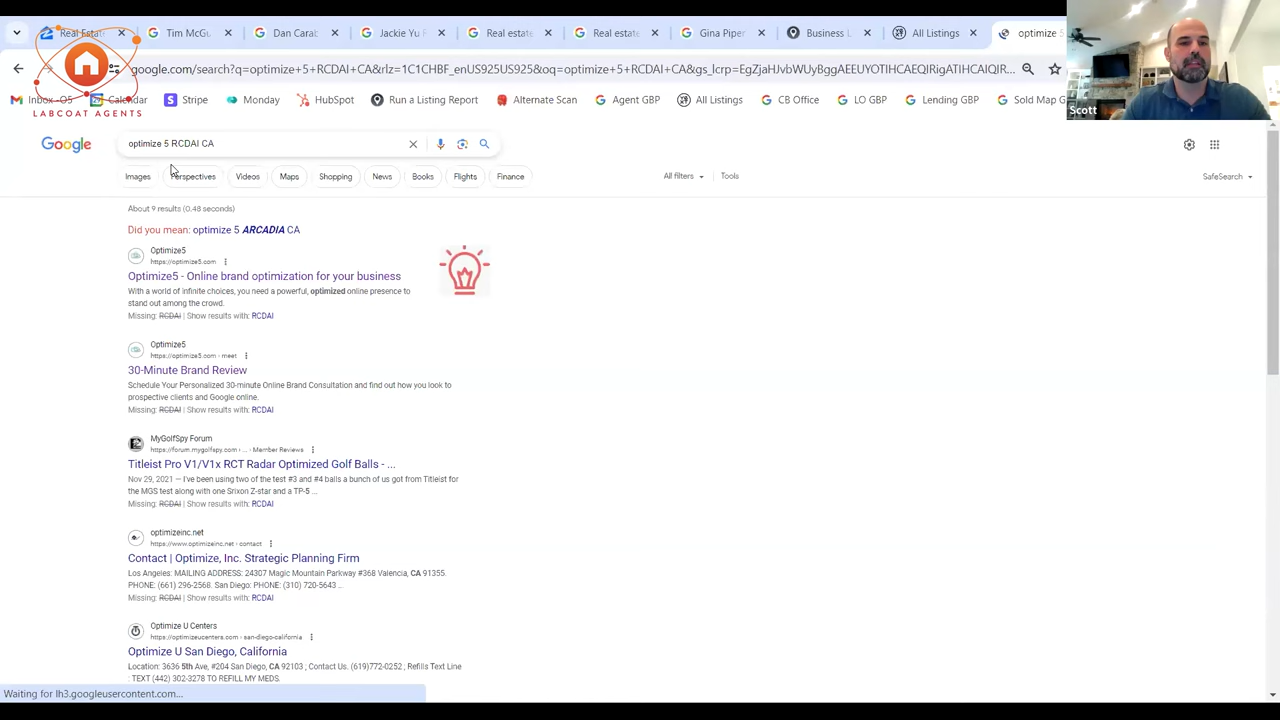 Real Estate
Tim McGu
Dan Carab
Jackie Yu F
Real estate
Gina Piper
Business L
All Listings
optimize 5
google.com/search?q=optimize+5+RCDAI+CA&rlz=1C1CHBF_enUS925US925&oq=optimize+5+RCDAI+CA&gs_lcrp=EgZjaHJvbWUyBggAEEUYOTIHCAEQIRigATIHCAIQIR...
Inbox - O5
Calendar
Stripe
Monday
HubSpot
Run a Listing Report
Alternate Scan
Agent GBP
All Listings
CB Office
LO GBP
Lending GBP
Sold Map G
LABCOAT AGENTS
Scott
Google
optimize 5 RCDAI CA
Images
Perspectives
Videos
Maps
Shopping
News
Books
Flights
Finance
All filters
Tools
SafeSearch
About 9 results (0.48 seconds)
Did you mean: optimize 5 ARCADIA CA
Optimize5
https://optimize5.com
Optimize5 - Online brand optimization for your business
With a world of infinite choices, you need a powerful, optimized online presence to
stand out among the crowd.
Missing: RCDAI | Show results with: RCDAI
Optimize5
https://optimize5.com › meet
30-Minute Brand Review
Schedule Your Personalized 30-minute Online Brand Consultation and find out how you look to
prospective clients and Google online.
Missing: RCDAI | Show results with: RCDAI
MyGolfSpy Forum
https://forum.mygolfspy.com › ... › Member Reviews
Titleist Pro V1/V1x RCT Radar Optimized Golf Balls - ...
Nov 29, 2021 — I've been using two of the test #3 and #4 balls a bunch of us got from Titleist for
the MGS test along with one Srixon Z-star and a TP-5 ...
Missing: RCDAI | Show results with: RCDAI
optimizeinc.net
https://www.optimizeinc.net › contact
Contact | Optimize, Inc. Strategic Planning Firm
Los Angeles: MAILING ADDRESS: 24307 Magic Mountain Parkway #368 Valencia, CA 91355.
PHONE: (661) 296-2568. San Diego: PHONE: (310) 720-5643 ...
Missing: RCDAI | Show results with: RCDAI
Optimize U Centers
https://optimizeucenters.com › san-diego-california
Optimize U San Diego, California
Location: 3636 5th Ave, #204 San Diego, CA 92103 ; Contact Us. (619)772-0252 ; Refills Text Line
: TEXT (442) 302-3278 TO REFILL MY MEDS.
Waiting for lh3.googleusercontent.com...